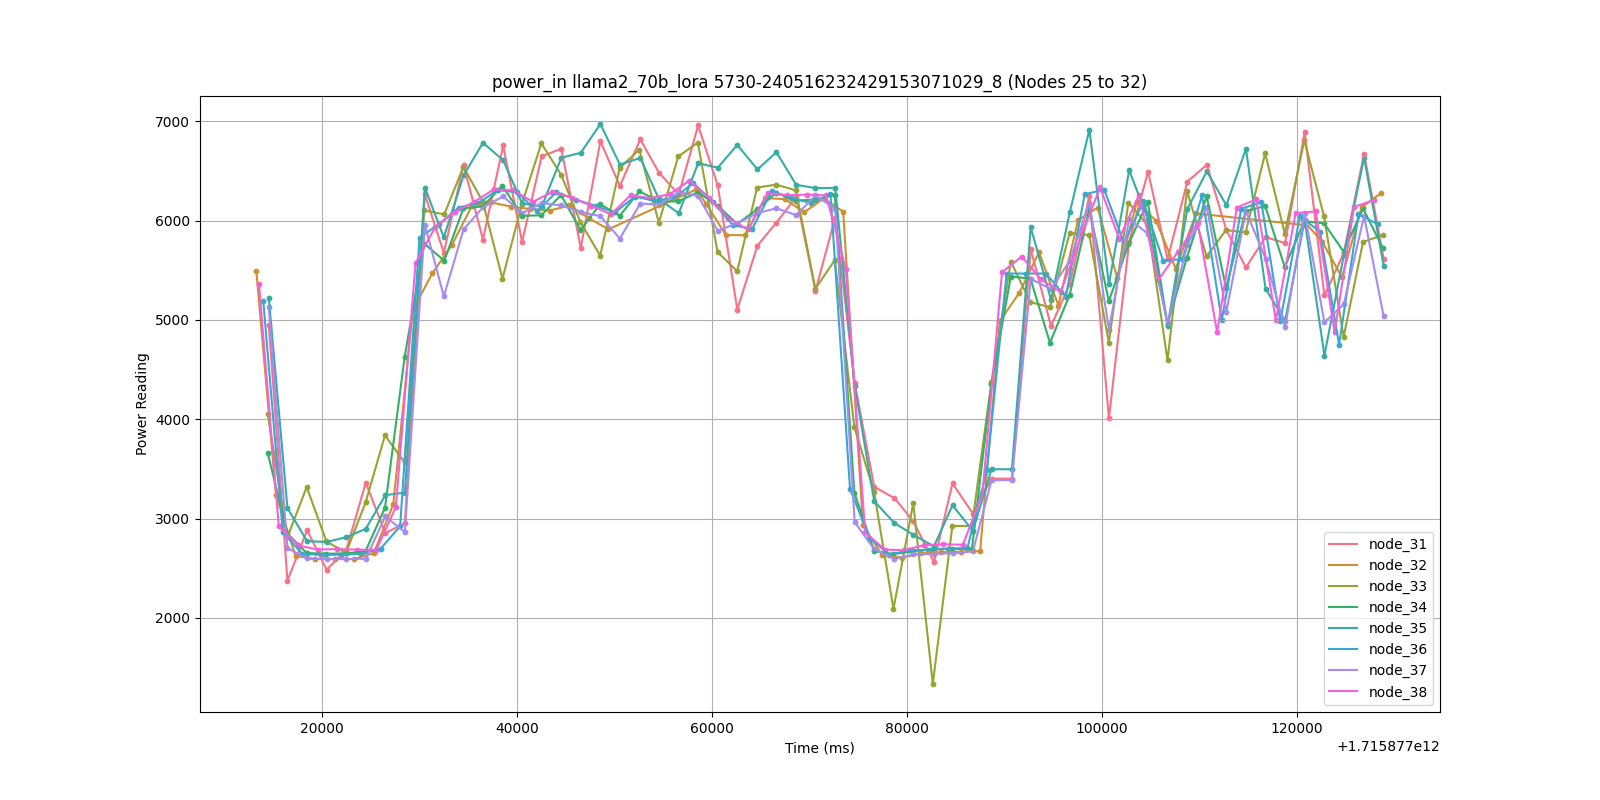 power_in llama2_70b_lora 5730-240516232429153071029_8 (Nodes 25 to 32)
7000
6000
5000
4000
3000
2000
Power Reading
20000 40000 60000 80000 100000 120000
Time (ms)
+1.715877e12
node_31
node_32
node_33
node_34
node_35
node_36
node_37
node_38